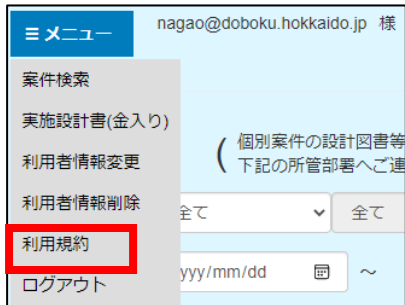 ≡ メニュー
nagao@doboku.hokkaido.jp 様
案件検索
実施設計書(金入り)
利用者情報変更
利用者情報削除
利用規約
ログアウト
( 個別案件の設計図書等
下記の所管部署へご連
全て 全て
yyy/mm/dd ～